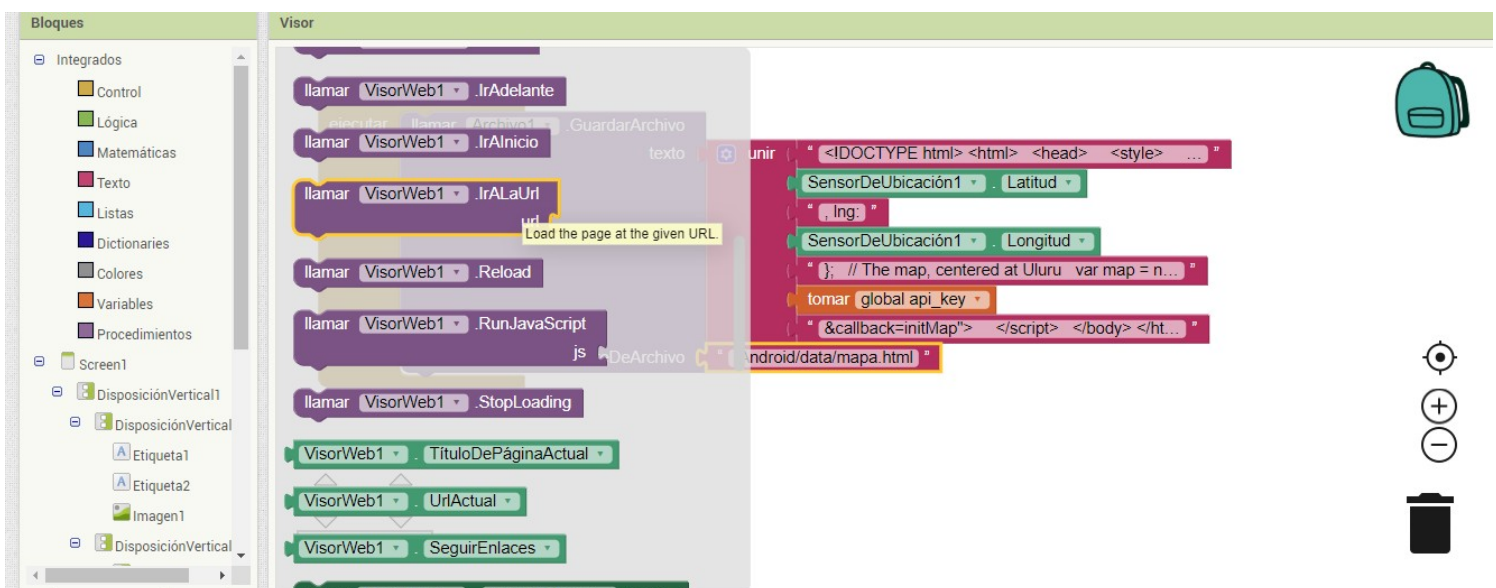 Bloques
Visor
Integrados
Control
Lógica
Matemáticas
Texto
Listas
Dictionaries
Colores
Variables
Procedimientos
Screen1
DisposiciónVertical1
DisposiciónVertical
Etiqueta1
Etiqueta2
Imagen1
DisposiciónVertical
llamar VisorWeb1 .IrAdelante
ejecutar llamar Archivo1 .GuardarArchivo
llamar VisorWeb1 .IrAInicio
texto unir “ <!DOCTYPE html> <html> <head> <style> ... ”
llamar VisorWeb1 .IrALaUrl
url
Load the page at the given URL.
SensorDeUbicación1 . Latitud
“ , lng: ”
SensorDeUbicación1 . Longitud
llamar VisorWeb1 .Reload
“ }; // The map, centered at Uluru var map = n... ”
tomar global api_key
llamar VisorWeb1 .RunJavaScript
js
“ &callback=initMap"> </script> </body> </ht... ”
DeArchivo “ Android/data/mapa.html ”
llamar VisorWeb1 .StopLoading
VisorWeb1 . TítuloDePáginaActual
VisorWeb1 . UrlActual
VisorWeb1 . SeguirEnlaces